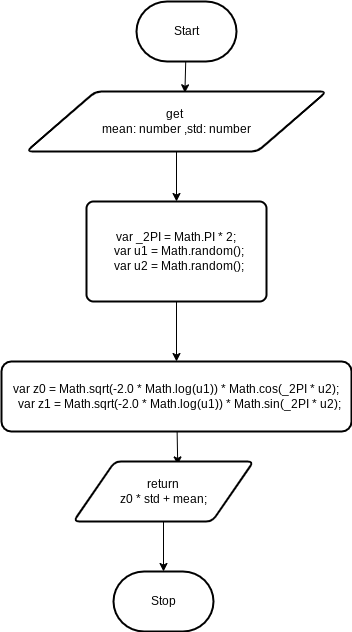 Start
get
mean: number ,std: number
var _2PI = Math.PI * 2;
var u1 = Math.random();
var u2 = Math.random();
var z0 = Math.sqrt(-2.0 * Math.log(u1)) * Math.cos(_2PI * u2);
var z1 = Math.sqrt(-2.0 * Math.log(u1)) * Math.sin(_2PI * u2);
return
z0 * std + mean;
Stop